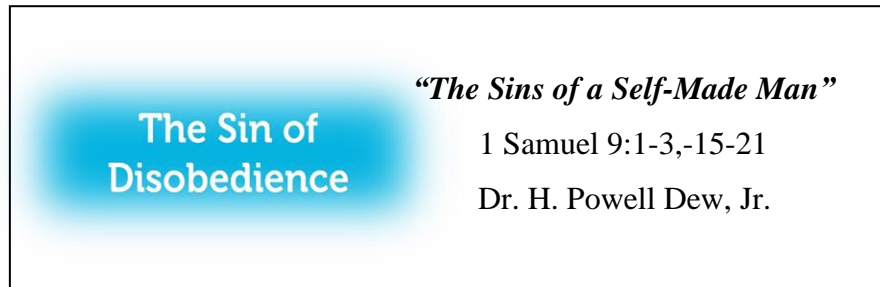 The Sin of
Disobedience
“The Sins of a Self-Made Man”
1 Samuel 9:1-3,-15-21
Dr. H. Powell Dew, Jr.